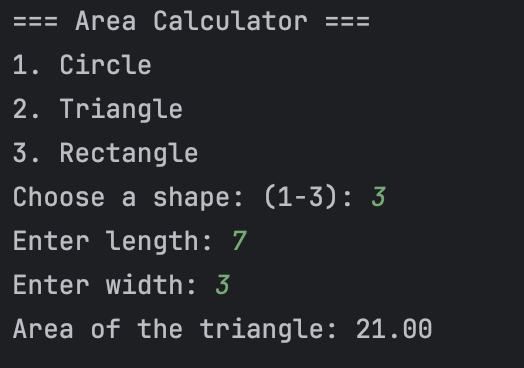 === Area Calculator ===
1. Circle
2. Triangle
3. Rectangle
Choose a shape: (1-3): 3
Enter length: 7
Enter width: 3
Area of the triangle: 21.00